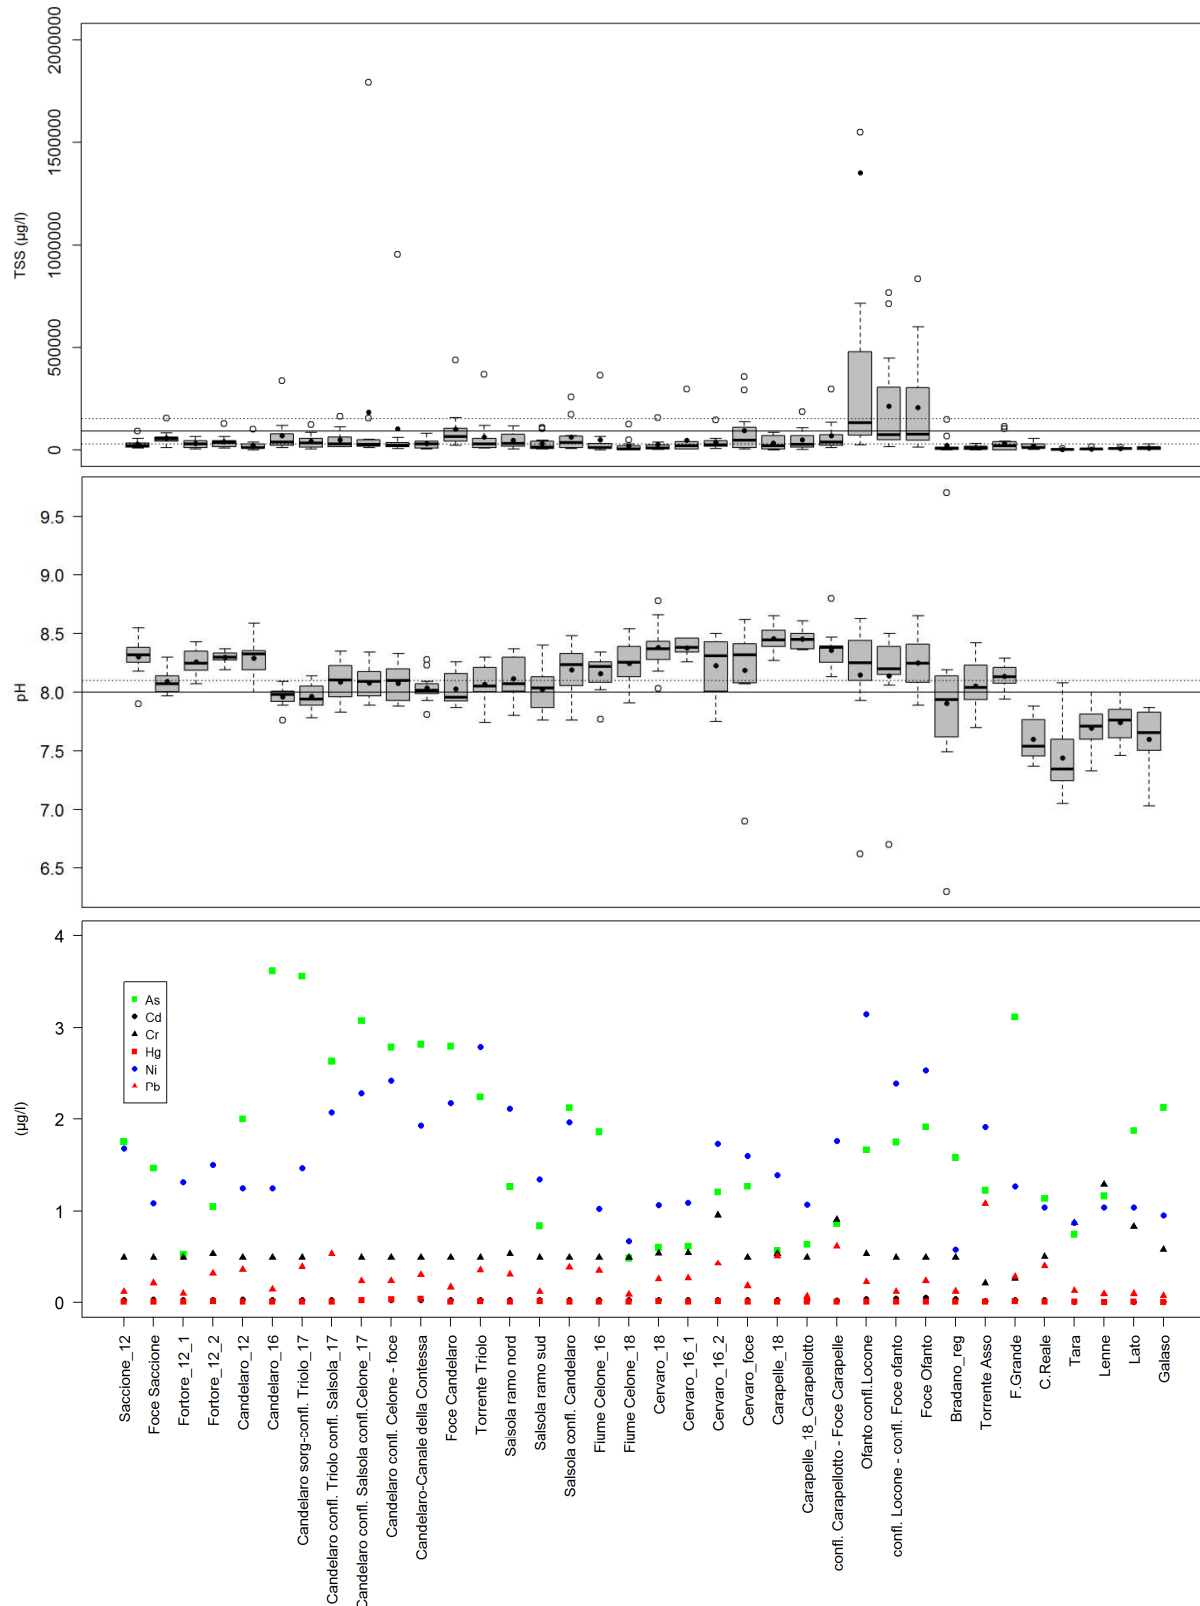 2000000
1500000
1000000
500000
0
TSS (µg/l)
9.5
9.0
8.5
8.0
7.5
7.0
6.5
pH
4
3
2
1
0
(µg/l)
As
Cd
Cr
Hg
Ni
Pb
Saccione_12
Foce Saccione
Fortore_12_1
Fortore_12_2
Candelaro_12
Candelaro_16
Candelaro sorg-confl. Triolo_17
Candelaro confl. Triolo confl. Salsola_17
Candelaro confl. Salsola confl.Celone_17
Candelaro confl. Celone - foce
Candelaro-Canale della Contessa
Foce Candelaro
Torrente Triolo
Salsola ramo nord
Salsola ramo sud
Salsola confl. Candelaro
Fiume Celone_16
Fiume Celone_18
Cervaro_18
Cervaro_16_1
Cervaro_16_2
Cervaro_foce
Carapelle_18
Carapelle_18_Carapellotto
confl. Carapellotto - Foce Carapelle
Ofanto confl.Locone
confl. Locone - confl. Foce ofanto
Foce Ofanto
Bradano_reg
Torrente Asso
F.Grande
C.Reale
Tara
Lenne
Lato
Galaso